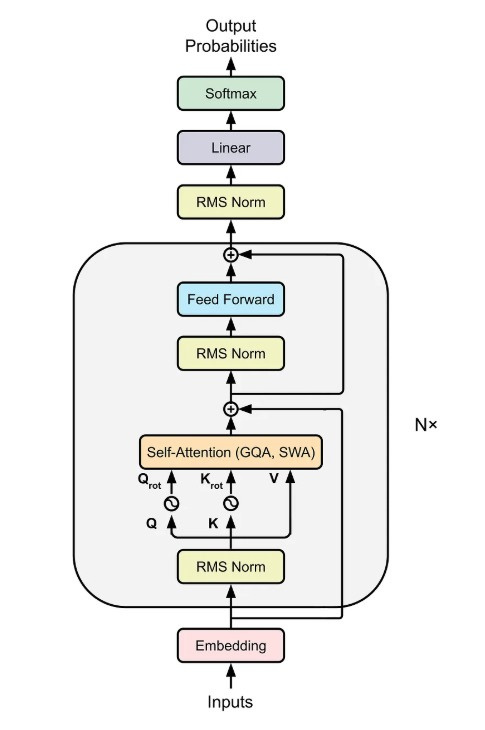 Output
Probabilities
Softmax
Linear
RMS Norm
Feed Forward
RMS Norm
N×
Self-Attention (GQA, SWA)
Qrot Krot V
Q K
RMS Norm
Embedding
Inputs